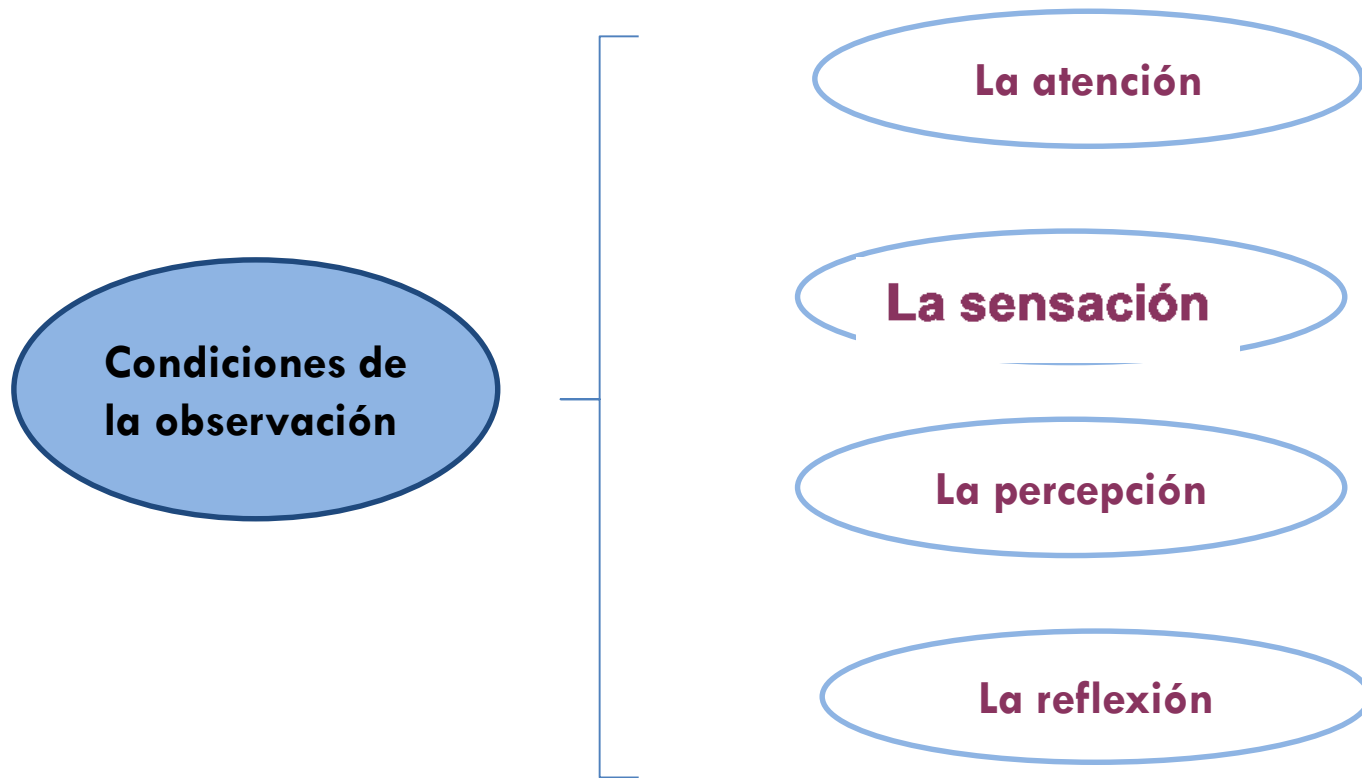 La atención
La sensación
Condiciones de
la observación
La percepción
La reflexión